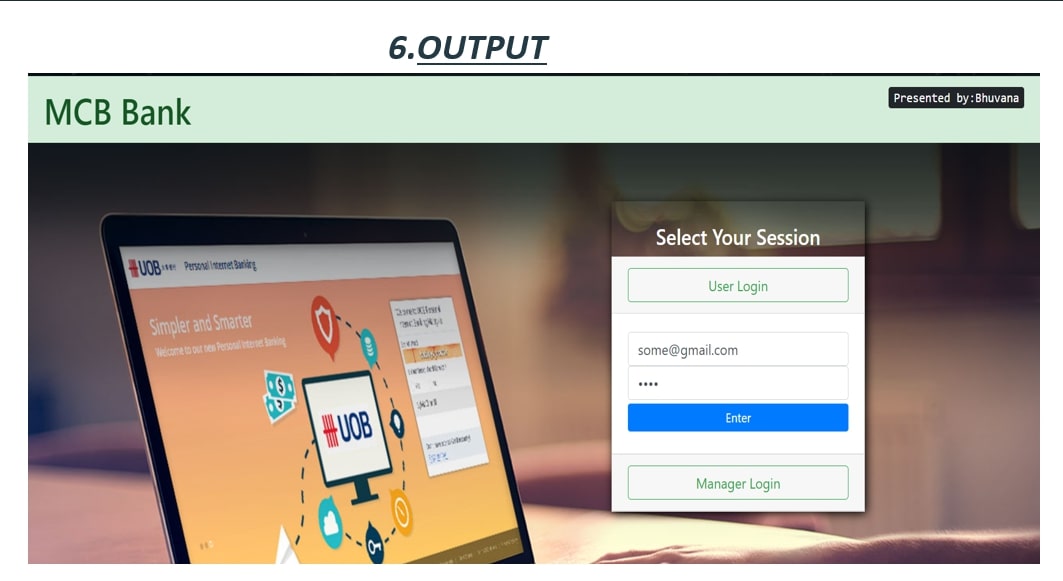 6.OUTPUT
MCB Bank
Presented by:Bhuvana
Select Your Session
User Login
some@gmail.com
••••
Enter
Manager Login
UOB Personal Internet Banking
Simpler and Smarter
Welcome to our new Personal Internet Banking
UOB